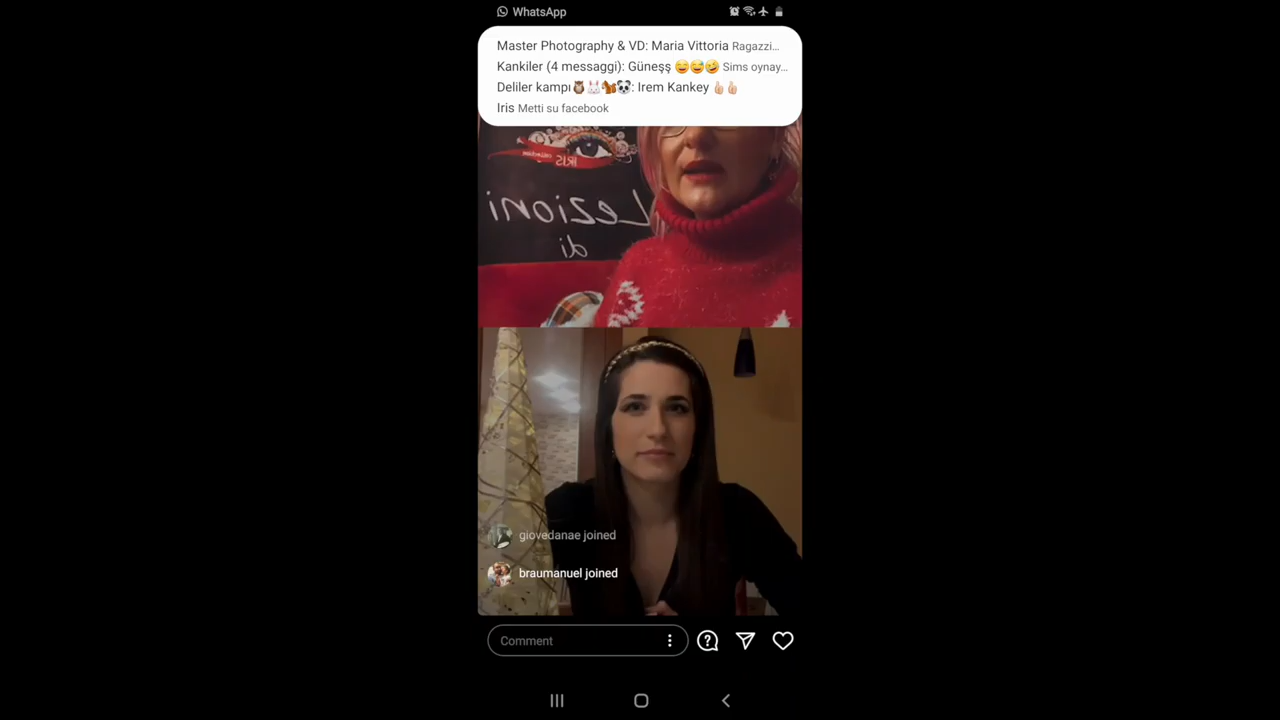 WhatsApp
Master Photography & VD: Maria Vittoria Ragazzi...
Kankiler (4 messaggi): Güneşş 😂😅🤣 Sims oynay...
Deliler kampı🦉🐰🐿️🐼: Irem Kankey 👍🏻👍🏻
Iris Metti su facebook
IRIS
Lezioni
di
giovedanae joined
braumanuel joined
Comment